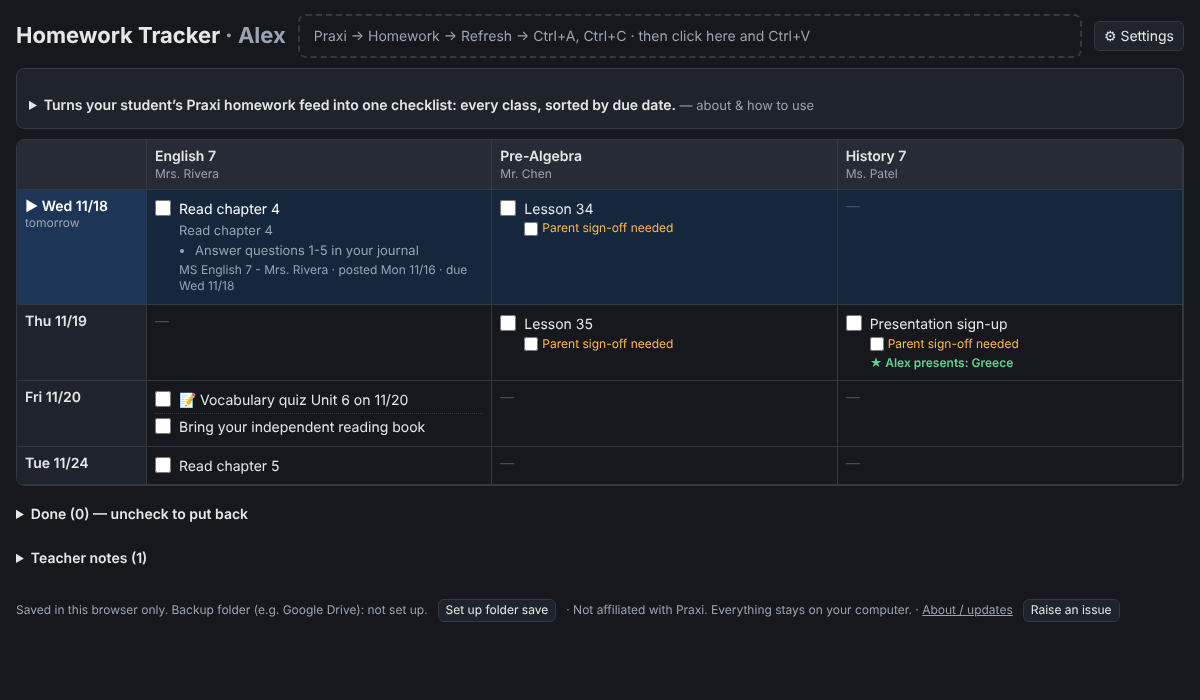 Homework Tracker · Alex
Praxi → Homework → Refresh → Ctrl+A, Ctrl+C · then click here and Ctrl+V
⚙ Settings
▶ Turns your student’s Praxi homework feed into one checklist: every class, sorted by due date. — about & how to use
English 7
Mrs. Rivera
Pre-Algebra
Mr. Chen
History 7
Ms. Patel
▶ Wed 11/18
tomorrow
Read chapter 4
Read chapter 4
• Answer questions 1-5 in your journal
MS English 7 - Mrs. Rivera · posted Mon 11/16 · due
Wed 11/18
Lesson 34
Parent sign-off needed
—
Thu 11/19
—
Lesson 35
Parent sign-off needed
Presentation sign-up
Parent sign-off needed
★ Alex presents: Greece
Fri 11/20
📝 Vocabulary quiz Unit 6 on 11/20
Bring your independent reading book
—
—
Tue 11/24
Read chapter 5
—
—
▶ Done (0) — uncheck to put back
▶ Teacher notes (1)
Saved in this browser only. Backup folder (e.g. Google Drive): not set up. Set up folder save · Not affiliated with Praxi. Everything stays on your computer. · About / updates Raise an issue